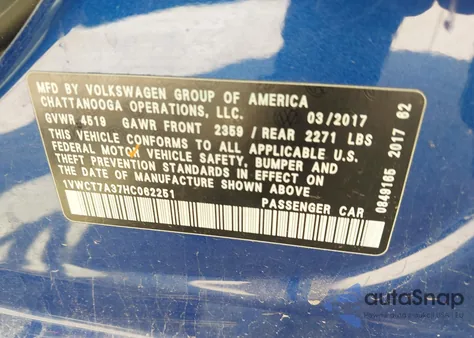 MFD BY VOLKSWAGEN GROUP OF AMERICA
CHATTANOOGA OPERATIONS, LLC. 03/2017
GVWR 4519 GAWR FRONT 2359 / REAR 2271 LBS
THIS VEHICLE CONFORMS TO ALL APPLICABLE U.S.
FEDERAL MOTOR VEHICLE SAFETY, BUMPER AND
THEFT PREVENTION STANDARDS IN EFFECT ON
THE DATE OF MANUFACTURE SHOWN ABOVE
1VWCT7A37HC062251 PASSENGER CAR
0849165 2017 62
autoSnap